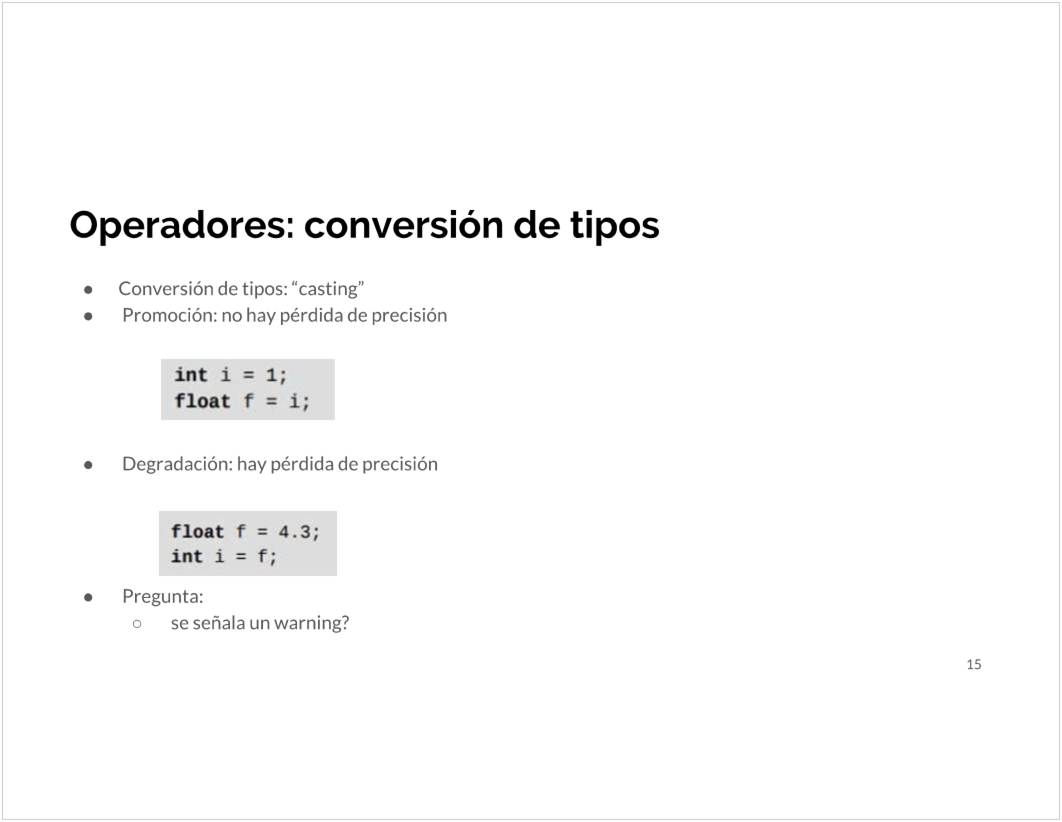 Operadores: conversión de tipos
● Conversión de tipos: “casting”
● Promoción: no hay pérdida de precisión
int i = 1;
float f = i;
● Degradación: hay pérdida de precisión
float f = 4.3;
int i = f;
● Pregunta:
○ se señala un warning?
15